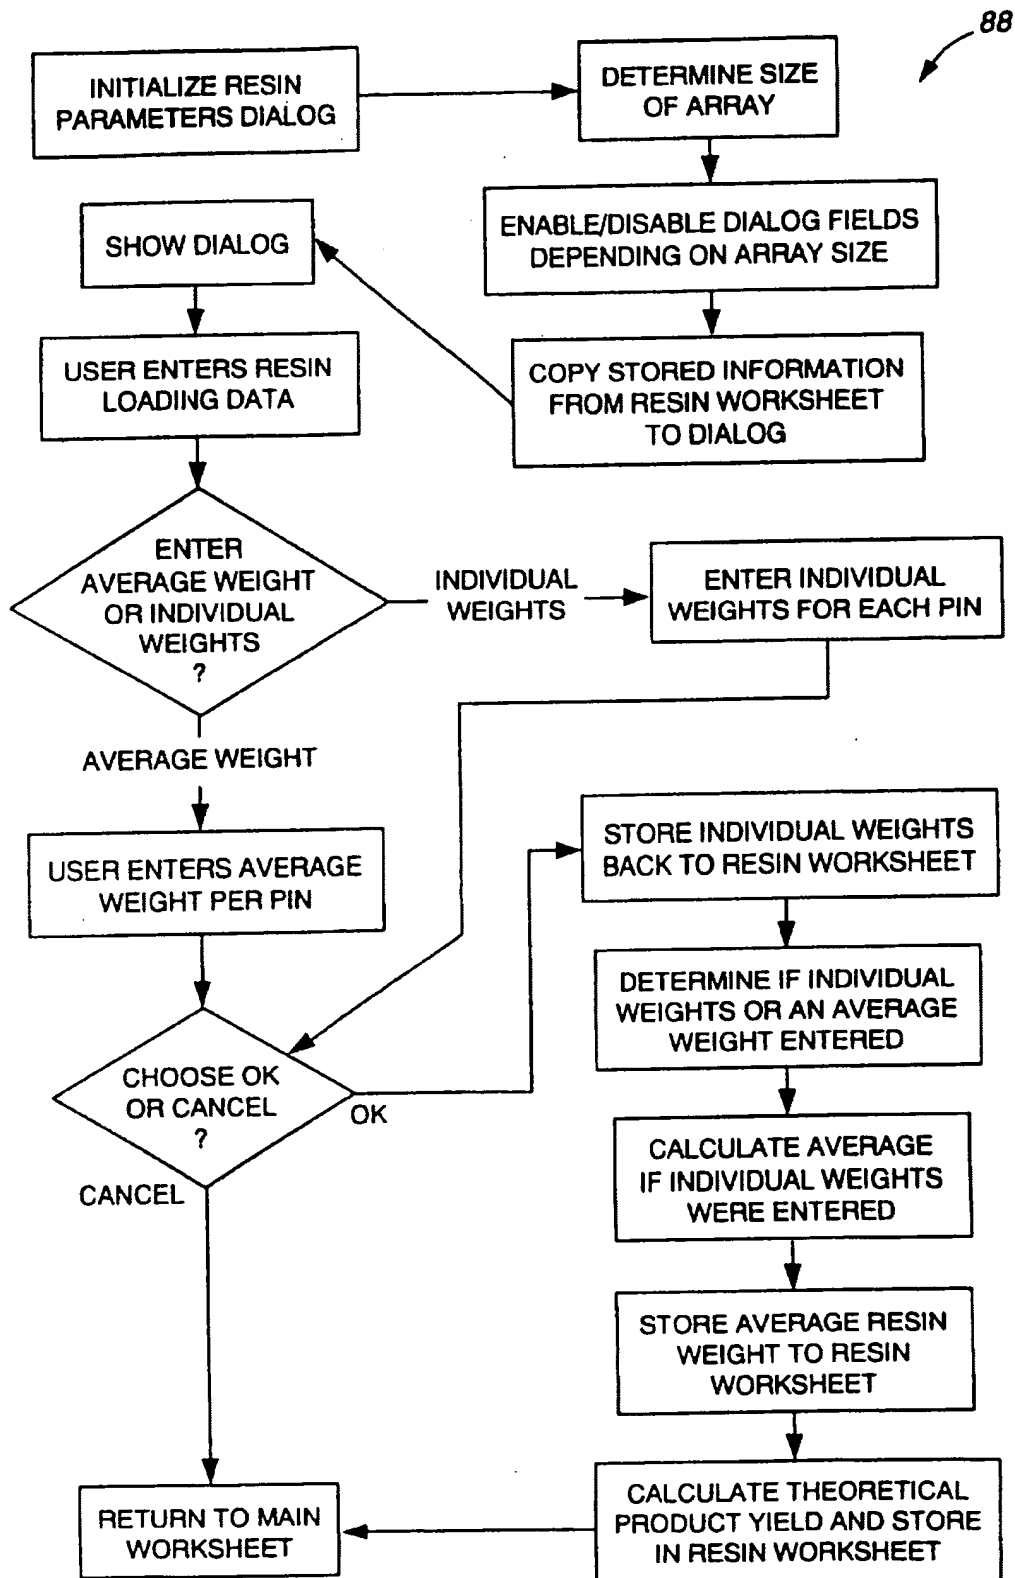 88
INITIALIZE RESIN
PARAMETERS DIALOG
DETERMINE SIZE
OF ARRAY
ENABLE/DISABLE DIALOG FIELDS
DEPENDING ON ARRAY SIZE
COPY STORED INFORMATION
FROM RESIN WORKSHEET
TO DIALOG
SHOW DIALOG
USER ENTERS RESIN
LOADING DATA
ENTER
AVERAGE WEIGHT
OR INDIVIDUAL
WEIGHTS
?
INDIVIDUAL
WEIGHTS
ENTER INDIVIDUAL
WEIGHTS FOR EACH PIN
AVERAGE WEIGHT
USER ENTERS AVERAGE
WEIGHT PER PIN
CHOOSE OK
OR CANCEL
?
OK
CANCEL
STORE INDIVIDUAL WEIGHTS
BACK TO RESIN WORKSHEET
DETERMINE IF INDIVIDUAL
WEIGHTS OR AN AVERAGE
WEIGHT ENTERED
CALCULATE AVERAGE
IF INDIVIDUAL WEIGHTS
WERE ENTERED
STORE AVERAGE RESIN
WEIGHT TO RESIN
WORKSHEET
CALCULATE THEORETICAL
PRODUCT YIELD AND STORE
IN RESIN WORKSHEET
RETURN TO MAIN
WORKSHEET